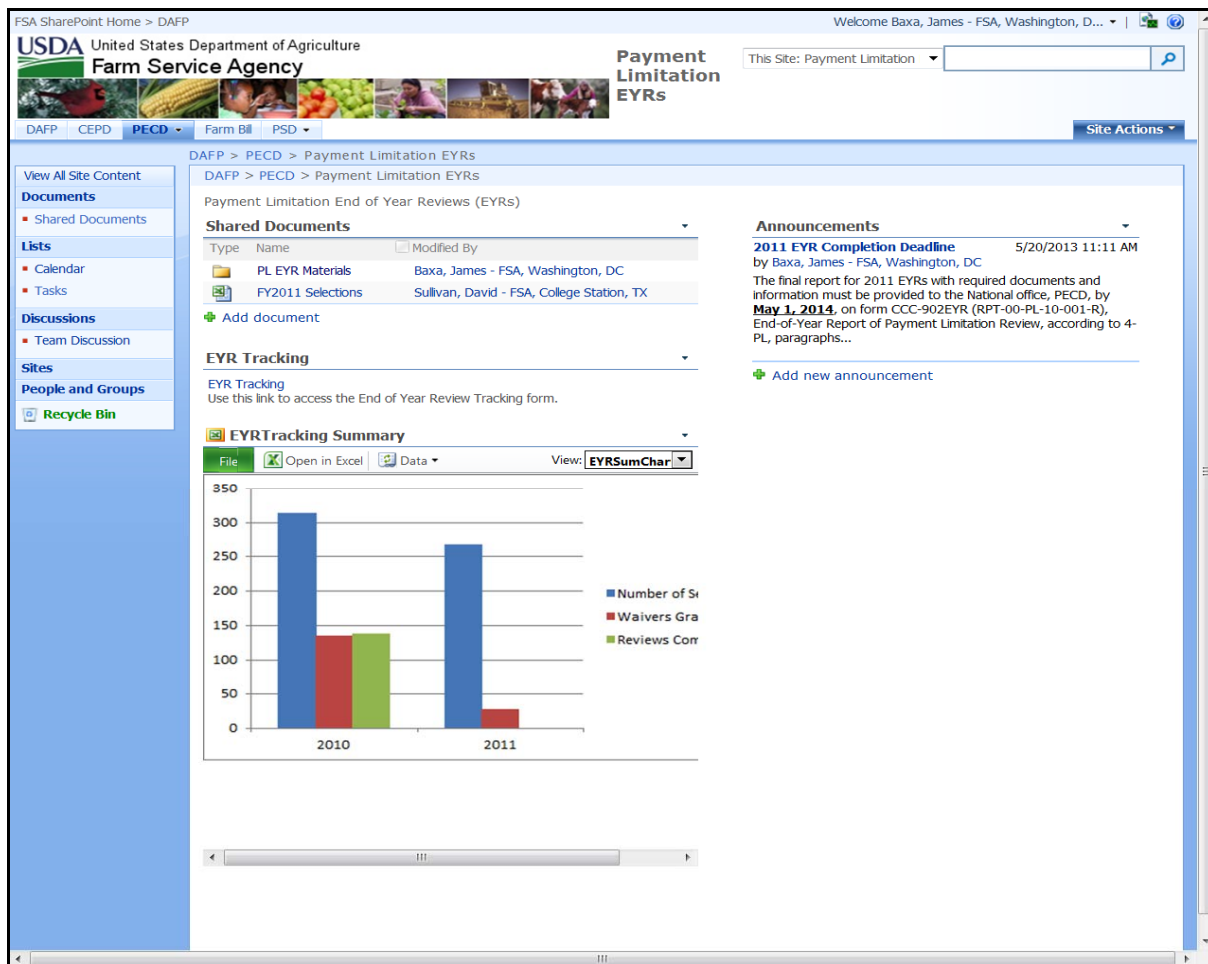 FSA SharePoint Home > DAFP
Welcome Baxa, James - FSA, Washington, D... |
USDA United States Department of Agriculture
Farm Service Agency
Payment
Limitation
EYRs
This Site: Payment Limitation
DAFP CEPD PECD Farm Bill PSD
Site Actions
DAFP > PECD > Payment Limitation EYRs
View All Site Content
Documents
Shared Documents
Lists
Calendar
Tasks
Discussions
Team Discussion
Sites
People and Groups
Recycle Bin
DAFP > PECD > Payment Limitation EYRs
Payment Limitation End of Year Reviews (EYRs)
Shared Documents
Type Name Modified By
PL EYR Materials Baxa, James - FSA, Washington, DC
FY2011 Selections Sullivan, David - FSA, College Station, TX
Add document
EYR Tracking
EYR Tracking
Use this link to access the End of Year Review Tracking form.
EYRTracking Summary
File Open in Excel Data View: EYRSumChar
350
300
250
200
150
100
50
0
2010 2011
Number of Se
Waivers Gra
Reviews Com
Announcements
2011 EYR Completion Deadline 5/20/2013 11:11 AM
by Baxa, James - FSA, Washington, DC
The final report for 2011 EYRs with required documents and
information must be provided to the National office, PECD, by
May 1, 2014, on form CCC-902EYR (RPT-00-PL-10-001-R),
End-of-Year Report of Payment Limitation Review, according to 4-
PL, paragraphs...
Add new announcement